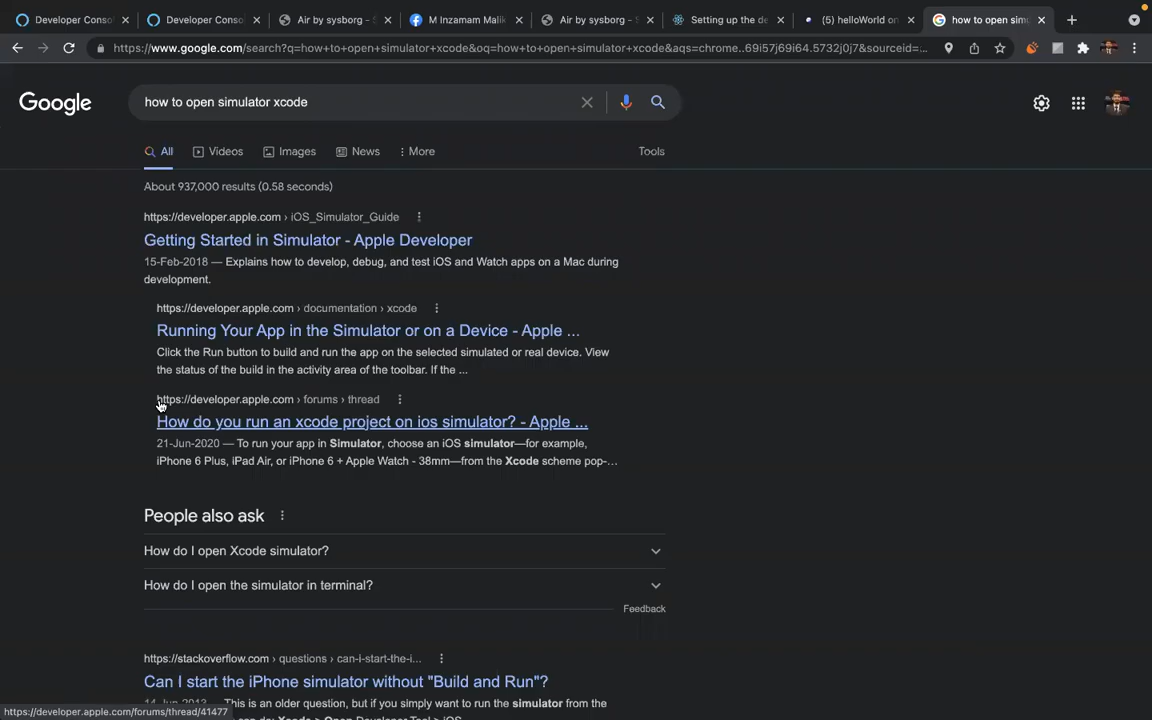 Developer Conso
Developer Conso
Air by sysborg -
M Inzamam Malik
Air by sysborg - S
Setting up the de
(5) helloWorld on
how to open sim
https://www.google.com/search?q=how+to+open+simulator+xcode&oq=how+to+open+simulator+xcode&aqs=chrome..69i57j69i64.5732j0j7&sourceid=...
Google
how to open simulator xcode
All
Videos
Images
News
More
Tools
About 937,000 results (0.58 seconds)
https://developer.apple.com › iOS_Simulator_Guide
Getting Started in Simulator - Apple Developer
15-Feb-2018 — Explains how to develop, debug, and test iOS and Watch apps on a Mac during
development.
https://developer.apple.com › documentation › xcode
Running Your App in the Simulator or on a Device - Apple ...
Click the Run button to build and run the app on the selected simulated or real device. View
the status of the build in the activity area of the toolbar. If the ...
https://developer.apple.com › forums › thread
How do you run an xcode project on ios simulator? - Apple ...
21-Jun-2020 — To run your app in Simulator, choose an iOS simulator—for example,
iPhone 6 Plus, iPad Air, or iPhone 6 + Apple Watch - 38mm—from the Xcode scheme pop-...
People also ask
How do I open Xcode simulator?
How do I open the simulator in terminal?
Feedback
https://stackoverflow.com › questions › can-i-start-the-i...
Can I start the iPhone simulator without "Build and Run"?
This is an older question, but if you simply want to run the simulator from the
https://developer.apple.com/forums/thread/41477
Xcode > Open Developer Tool > iOS